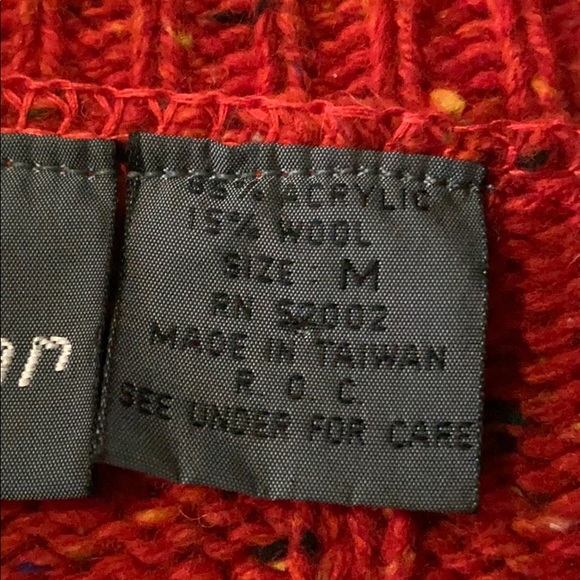 85% ACRYLIC
15% WOOL
SIZE : M
RN 52002
MADE IN TAIWAN
R. O. C.
SEE UNDER FOR CARE